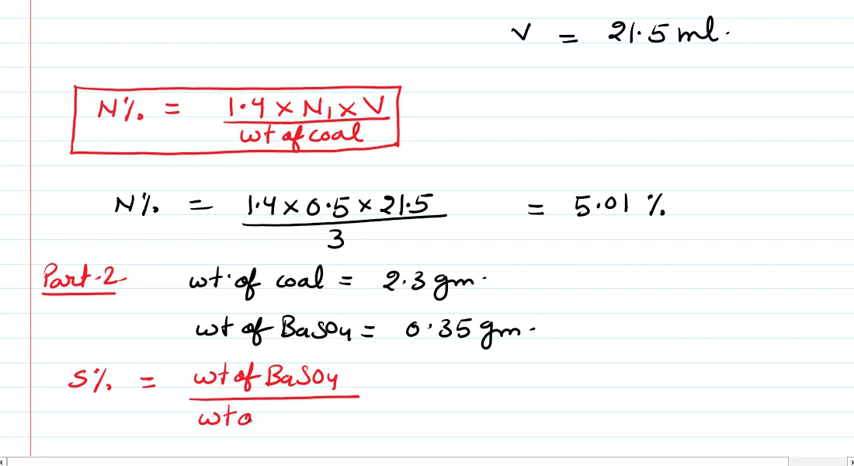 V = 21.5 ml.
N%. = 1.4 × N₁ × V
wt of coal
N%. = 1.4 × 0.5 × 21.5 = 5.01 %
3
Part-2 wt. of coal = 2.3 gm.
wt of BaSO4 = 0.35 gm.
S%. = wt of BaSO4
wt o